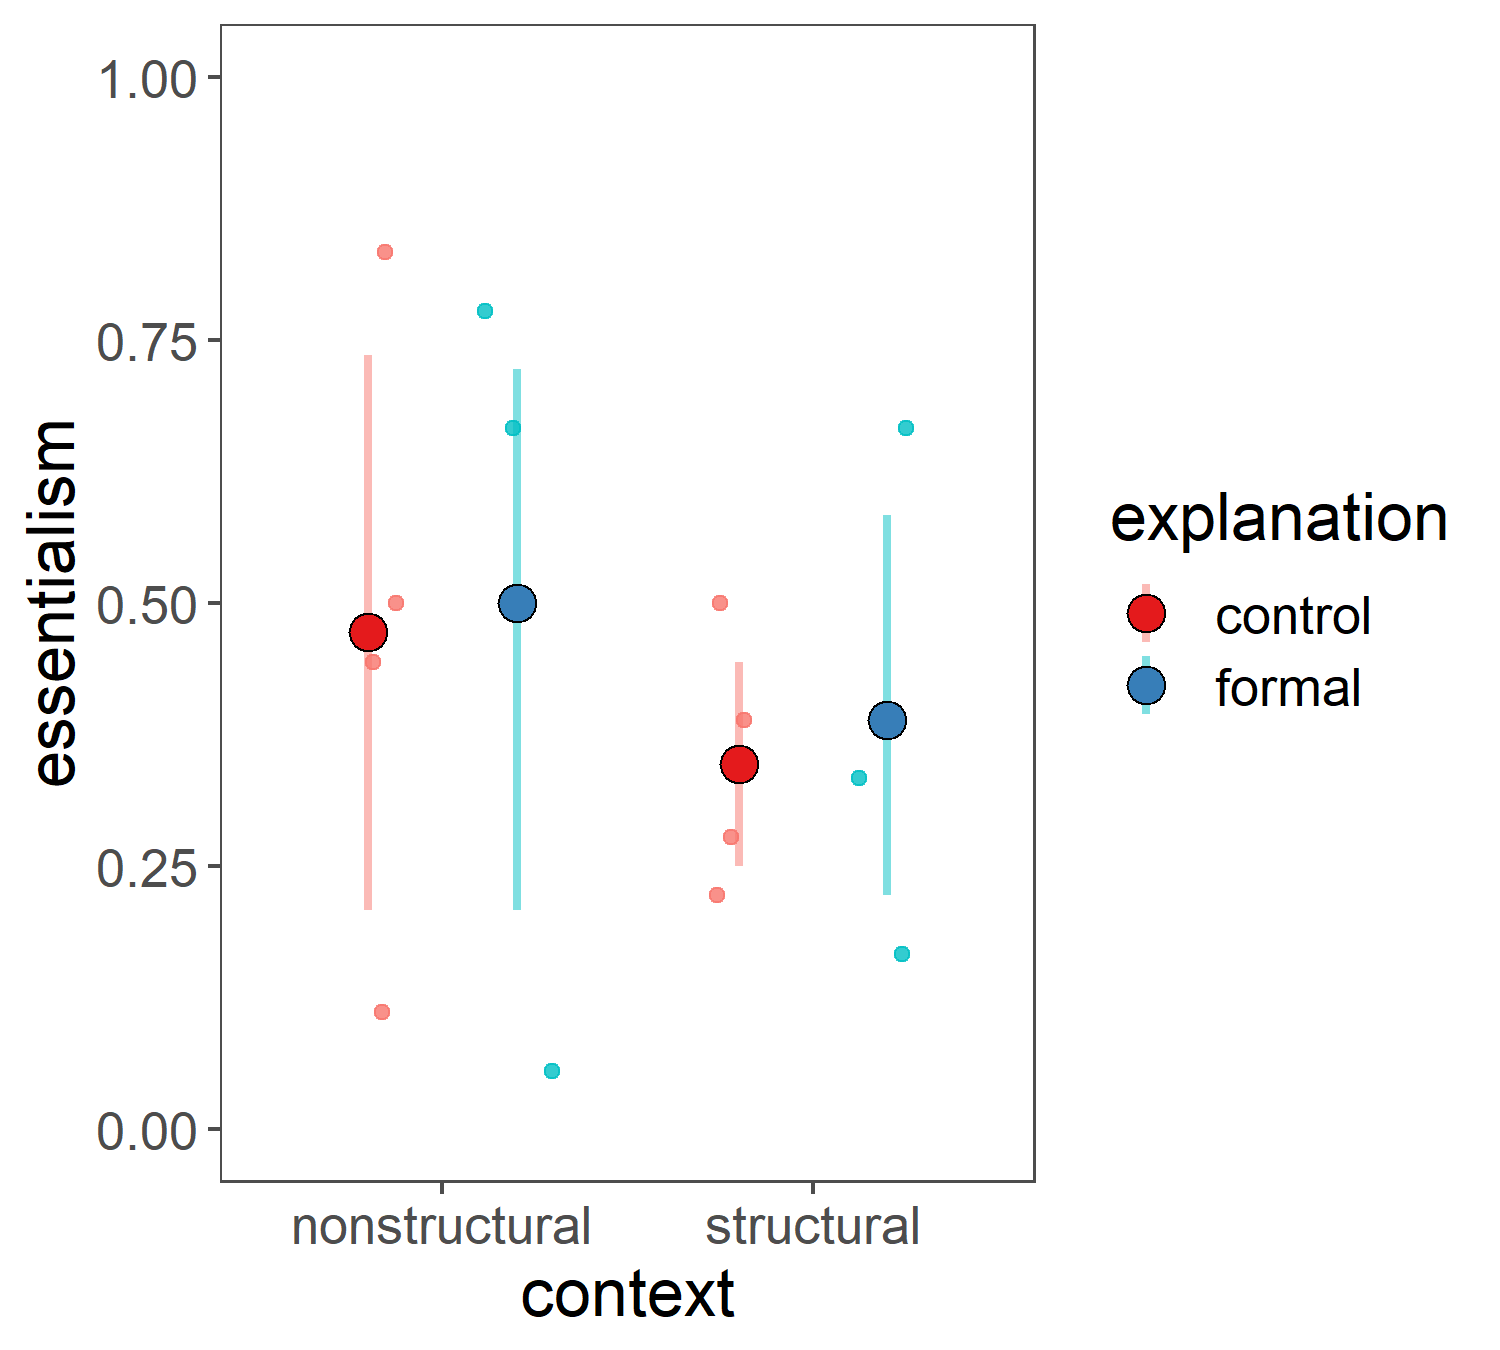 1.00
0.75
0.50
0.25
0.00
essentialism
nonstructural
structural
context
explanation
control
formal